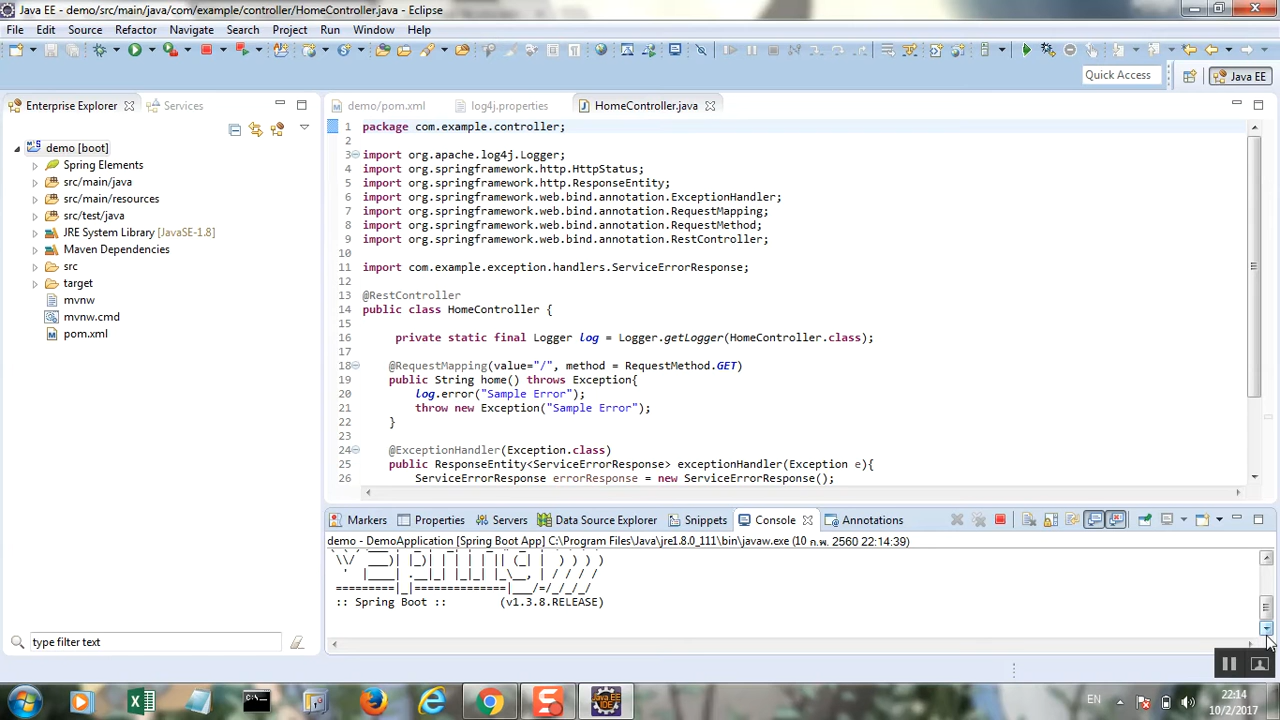 Java EE - demo/src/main/java/com/example/controller/HomeController.java - Eclipse
File Edit Source Refactor Navigate Search Project Run Window Help
Quick Access Java EE
Enterprise Explorer Services
demo/pom.xml log4j.properties HomeController.java
demo [boot]
Spring Elements
src/main/java
src/main/resources
src/test/java
JRE System Library [JavaSE-1.8]
Maven Dependencies
src
target
mvnw
mvnw.cmd
pom.xml
type filter text
1 package com.example.controller;
2
3 import org.apache.log4j.Logger;
4 import org.springframework.http.HttpStatus;
5 import org.springframework.http.ResponseEntity;
6 import org.springframework.web.bind.annotation.ExceptionHandler;
7 import org.springframework.web.bind.annotation.RequestMapping;
8 import org.springframework.web.bind.annotation.RequestMethod;
9 import org.springframework.web.bind.annotation.RestController;
10
11 import com.example.exception.handlers.ServiceErrorResponse;
12
13 @RestController
14 public class HomeController {
15
16 private static final Logger log = Logger.getLogger(HomeController.class);
17
18 @RequestMapping(value="/", method = RequestMethod.GET)
19 public String home() throws Exception{
20 log.error("Sample Error");
21 throw new Exception("Sample Error");
22 }
23
24 @ExceptionHandler(Exception.class)
25 public ResponseEntity<ServiceErrorResponse> exceptionHandler(Exception e){
26 ServiceErrorResponse errorResponse = new ServiceErrorResponse();
Markers Properties Servers Data Source Explorer Snippets Console Annotations
demo - DemoApplication [Spring Boot App] C:\Program Files\Java\jre1.8.0_111\bin\javaw.exe (10 ก.พ. 2560 22:14:39)
\\/ ___)| |_)| | | | | || (_| | ) ) ) )
' |____| .__|_| |_|_| |_\__, | / / / /
=========|_|==============|___/=/_/_/_/
:: Spring Boot :: (v1.3.8.RELEASE)
EN
22:14
10/2/2017